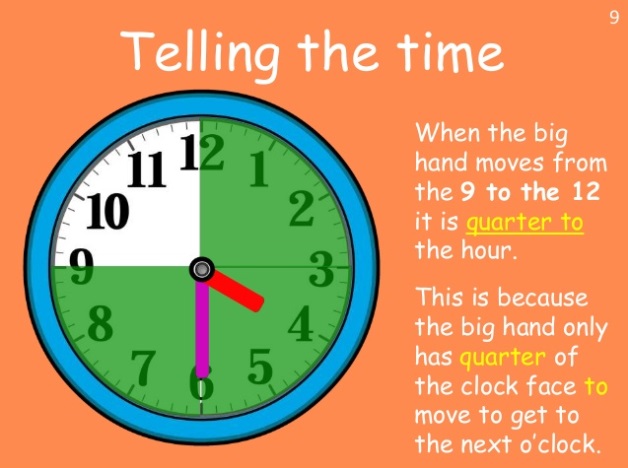 9
Telling the time
12
11
1
10
2
9
3
8
4
7
5
6
When the big
hand moves from
the 9 to the 12
it is quarter to
the hour.
This is because
the big hand only
has quarter of
the clock face to
move to get to
the next o'clock.